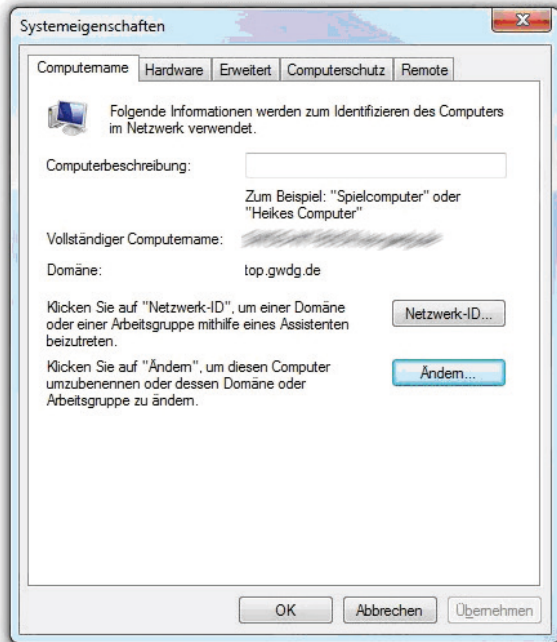 Systemeigenschaften
Computername Hardware Erweitert Computerschutz Remote
Folgende Informationen werden zum Identifizieren des Computers
im Netzwerk verwendet.
Computerbeschreibung:
Zum Beispiel: "Spielcomputer" oder
"Heikes Computer"
Vollständiger Computername:
Domäne: top.gwdg.de
Klicken Sie auf "Netzwerk-ID", um einer Domäne
oder einer Arbeitsgruppe mithilfe eines Assistenten
beizutreten.
Netzwerk-ID...
Klicken Sie auf "Ändern", um diesen Computer
umzubenennen oder dessen Domäne oder
Arbeitsgruppe zu ändern.
Ändern...
OK Abbrechen Übernehmen